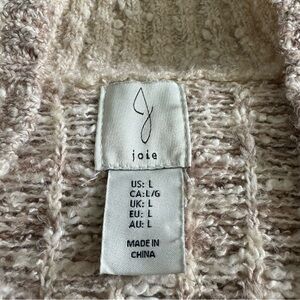 joie
US: L
CA: L/G
UK: L
EU: L
AU: L
MADE IN
CHINA